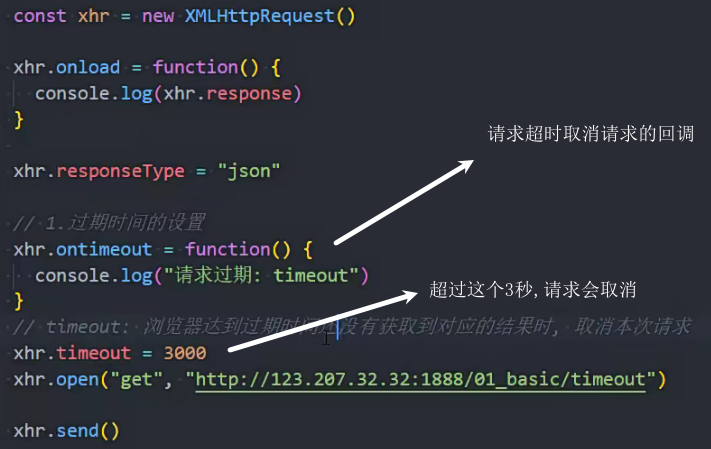 const xhr = new XMLHttpRequest()
xhr.onload = function() {
console.log(xhr.response)
}
请求超时取消请求的回调
xhr.responseType = "json"
// 1.过期时间的设置
xhr.ontimeout = function() {
console.log("请求过期: timeout")
超过这个3秒,请求会取消
}
// timeout: 浏览器达到过期时间还没有获取到对应的结果时, 取消本次请求
xhr.timeout = 3000
xhr.open("get", "http://123.207.32.32:1888/01_basic/timeout")
xhr.send()